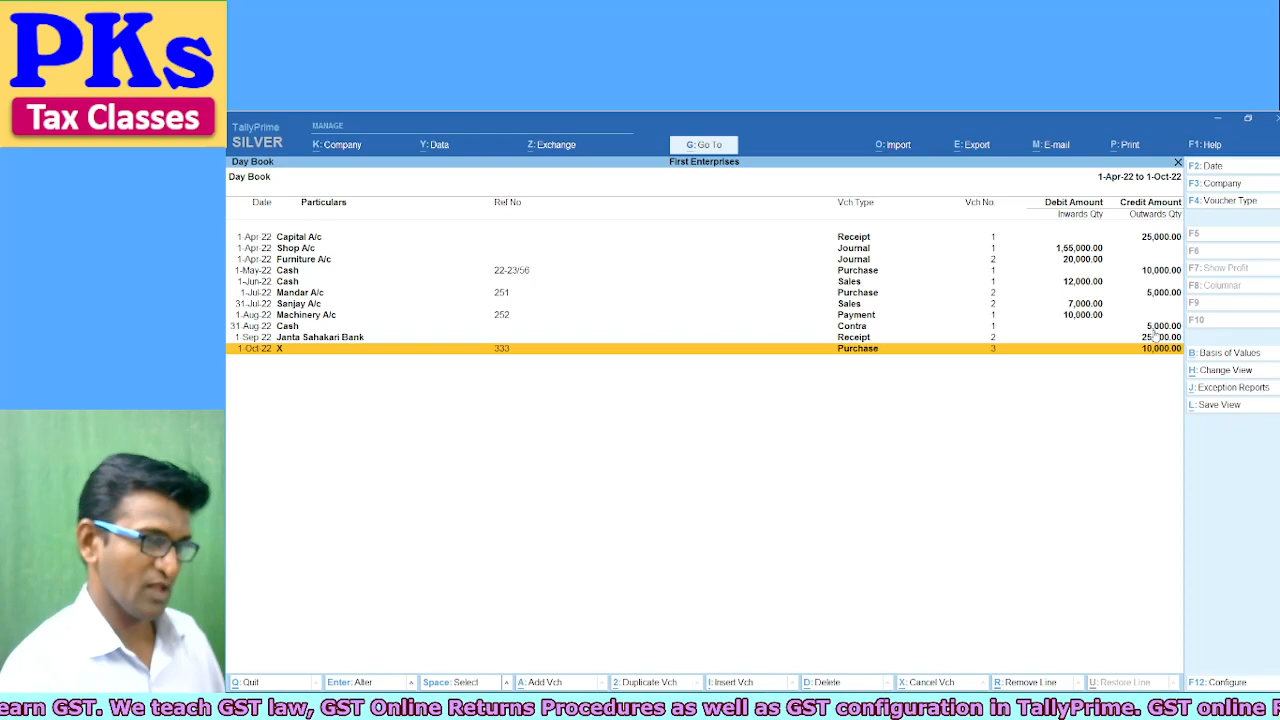 PKs
Tax Classes
TallyPrime
SILVER
MANAGE
K: Company Y: Data Z: Exchange G: Go To O: Import E: Export M: E-mail P: Print F1: Help
Day Book First Enterprises
Day Book 1-Apr-22 to 1-Oct-22
Date Particulars Ref No Vch Type Vch No. Debit Amount Credit Amount
Inwards Qty Outwards Qty
1-Apr-22 Capital A/c Receipt 1 25,000.00
1-Apr-22 Shop A/c Journal 1 1,55,000.00
1-Apr-22 Furniture A/c Journal 2 20,000.00
1-May-22 Cash 22-23/56 Purchase 1 10,000.00
1-Jun-22 Cash Sales 1 12,000.00
1-Jul-22 Mandar A/c 251 Purchase 2 5,000.00
31-Jul-22 Sanjay A/c Sales 2 7,000.00
1-Aug-22 Machinery A/c 252 Payment 1 10,000.00
31-Aug 22 Cash Contra 1 5,000.00
1-Sep 22 Janta Sahakari Bank Receipt 2
1-Oct-22 X 333 Purchase 3 10,000.00
F2: Date
F3: Company
F4: Voucher Type
F5
F6
F7: Show Profit
F8: Columnar
F9
F10
B: Basis of Values
H: Change View
J: Exception Reports
L: Save View
Q: Quit Enter: Alter Space: Select A: Add Vch 2: Duplicate Vch I: Insert Vch D: Delete X: Cancel Vch R: Remove Line U: Restore Line F12: Configure
earn GST. We teach GST law, GST Online Returns Procedures as well as GST configuration in TallyPrime. GST online